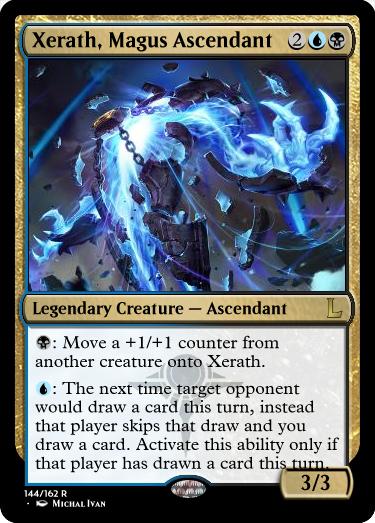 Xerath, Magus Ascendant 2
Legendary Creature — Ascendant L
: Move a +1/+1 counter from
another creature onto Xerath.
: The next time target opponent
would draw a card this turn, instead
that player skips that draw and you
draw a card. Activate this ability only if
that player has drawn a card this turn.
3/3
144/162 R
· Michal Ivan